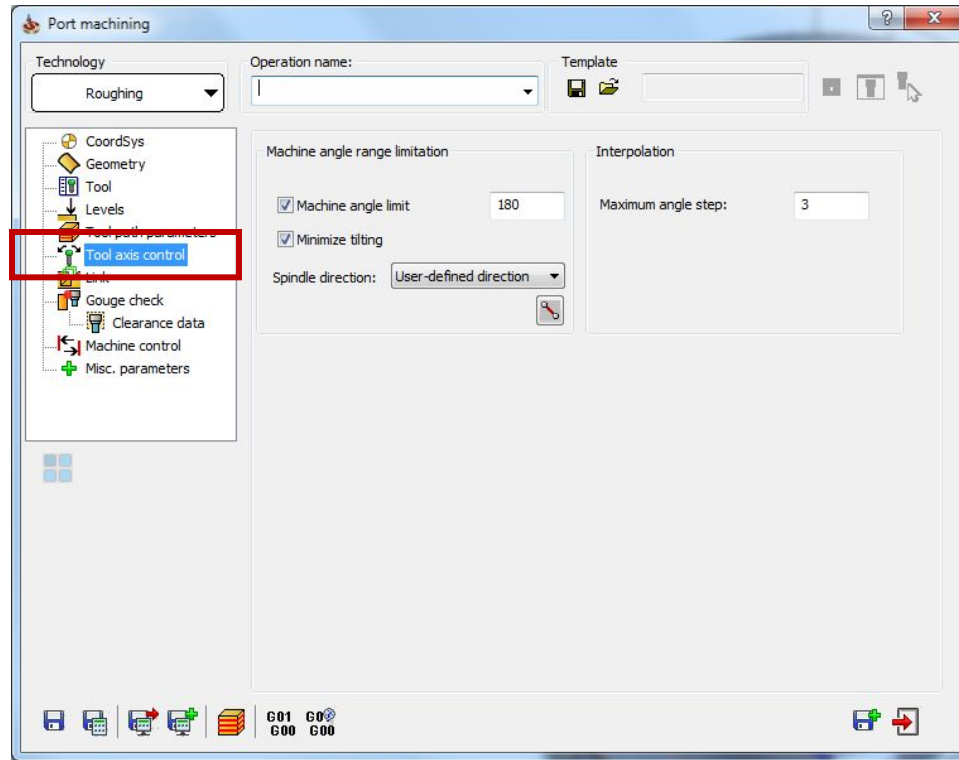 Port machining
Technology
Roughing
Operation name:
Template
CoordSys
Geometry
Tool
Levels
Tool path parameters
Tool axis control
Link
Gouge check
Clearance data
Machine control
Misc. parameters
Machine angle range limitation
Machine angle limit 180
Minimize tilting
Spindle direction: User-defined direction
Interpolation
Maximum angle step: 3
G01 G0
G00 G00